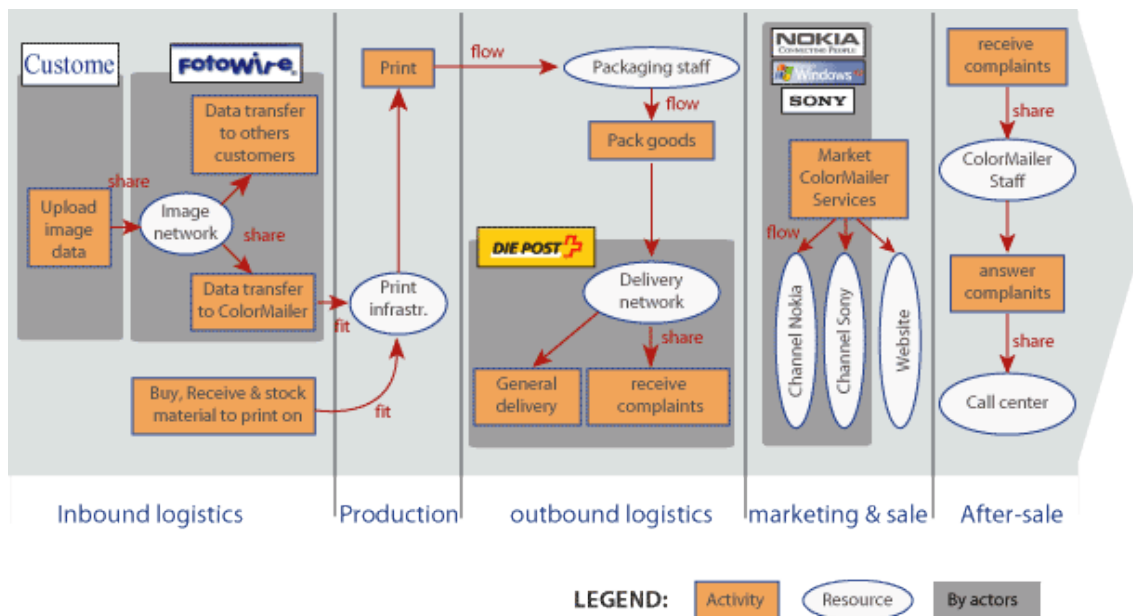 Custome
fotowire
Data transfer
to others
customers
share
Upload
image
data
Image
network
share
Data transfer
to ColorMailer
fit
Buy, Receive & stock
material to print on
fit
Print
Print
infrastr.
flow
Packaging staff
flow
Pack goods
DIE POST
Delivery
network
share
General
delivery
receive
complaints
NOKIA
CONNECTING PEOPLE
Windows
SONY
Market
ColorMailer
Services
flow
Channel Nokia
Channel Sony
Website
receive
complaints
share
ColorMailer
Staff
answer
complanits
share
Call center
Inbound logistics
Production
outbound logistics
marketing & sale
After-sale
LEGEND:
Activity
Resource
By actors